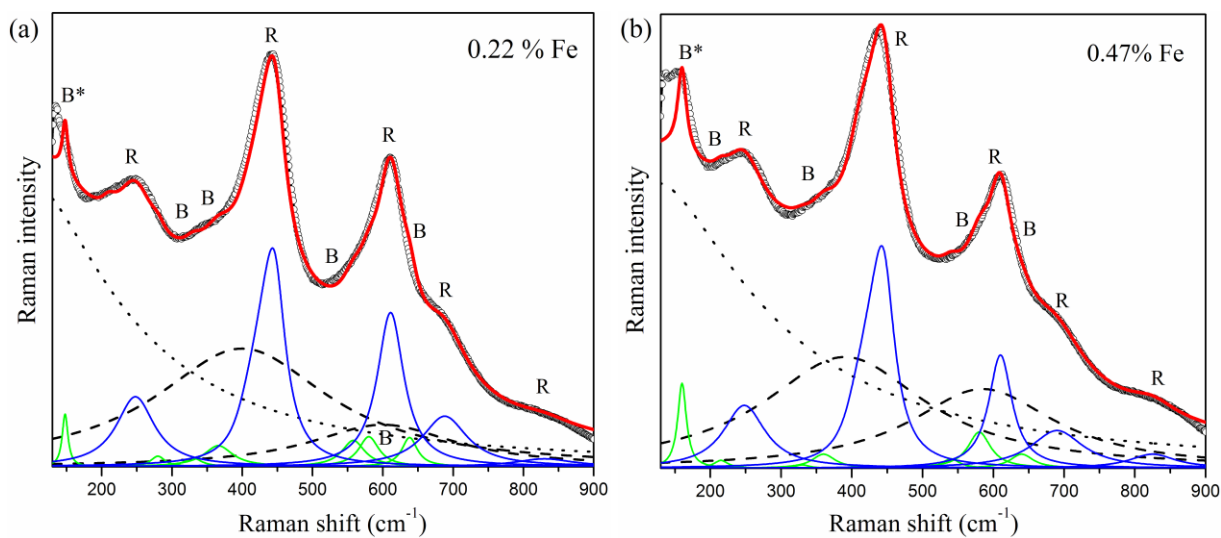 (a)
0.22 % Fe
B*
R
R
R
B
B
B
B
R
R
B
Raman intensity
200 300 400 500 600 700 800 900
Raman shift (cm-1)
(b)
0.47% Fe
B*
B
R
R
B
R
B
B
R
R
Raman intensity
200 300 400 500 600 700 800 900
Raman shift (cm-1)